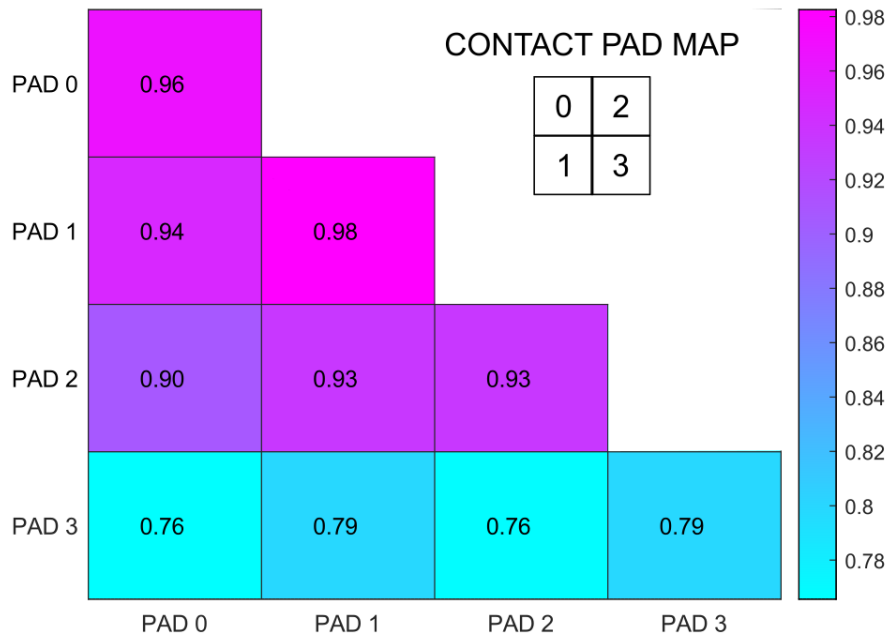 CONTACT PAD MAP
0 2
1 3
PAD 0 0.96
PAD 1 0.94 0.98
PAD 2 0.90 0.93 0.93
PAD 3 0.76 0.79 0.76 0.79
PAD 0 PAD 1 PAD 2 PAD 3
0.98
0.96
0.94
0.92
0.9
0.88
0.86
0.84
0.82
0.8
0.78